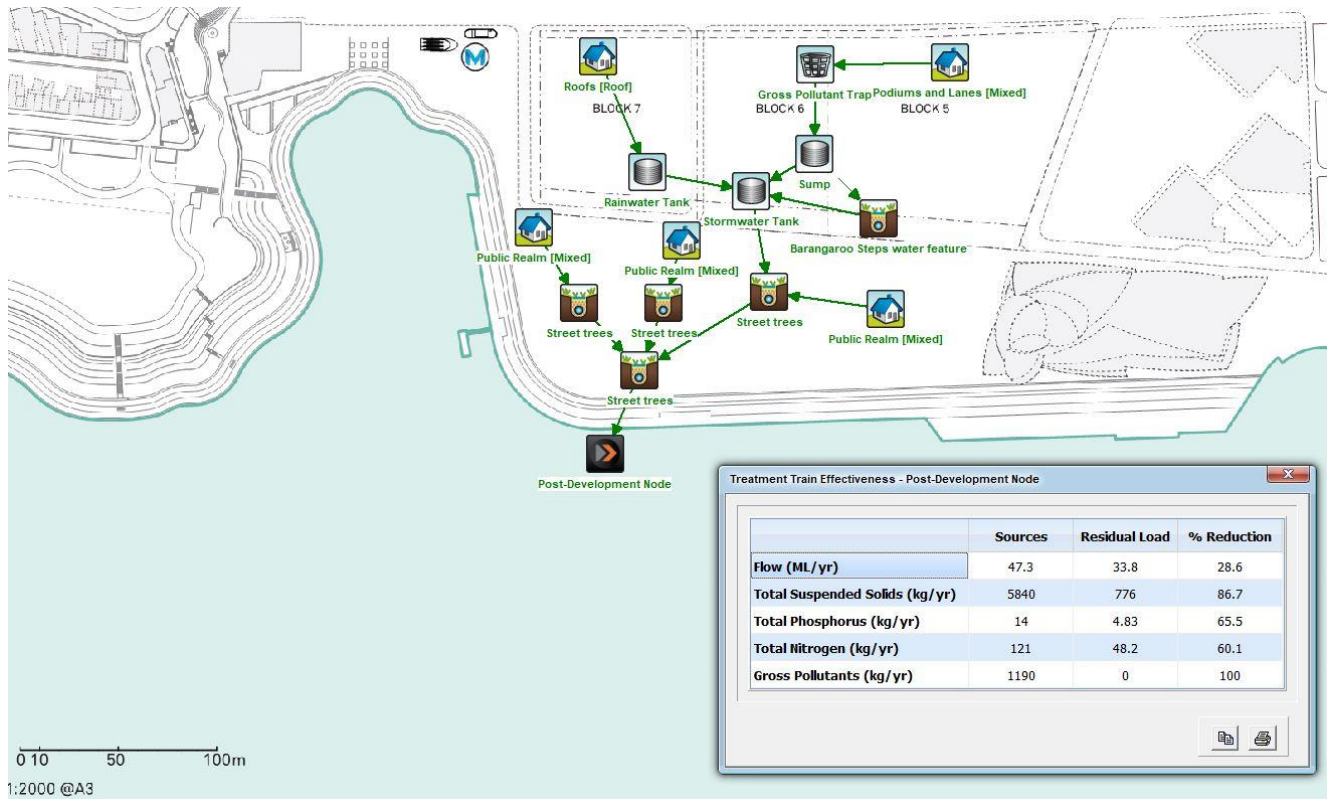 M
Roofs [Roof]
BLOCK 7
Gross Pollutant Trap
BLOCK 6
Podiums and Lanes [Mixed]
BLOCK 5
Rainwater Tank
Sump
Stormwater Tank
Barangaroo Steps water feature
Public Realm [Mixed]
Public Realm [Mixed]
Street trees
Street trees
Street trees
Public Realm [Mixed]
Street trees
Post-Development Node
Treatment Train Effectiveness - Post-Development Node
Sources Residual Load % Reduction
Flow (ML/yr) 47.3 33.8 28.6
Total Suspended Solids (kg/yr) 5840 776 86.7
Total Phosphorus (kg/yr) 14 4.83 65.5
Total Nitrogen (kg/yr) 121 48.2 60.1
Gross Pollutants (kg/yr) 1190 0 100
0 10 50 100m
1:2000 @A3